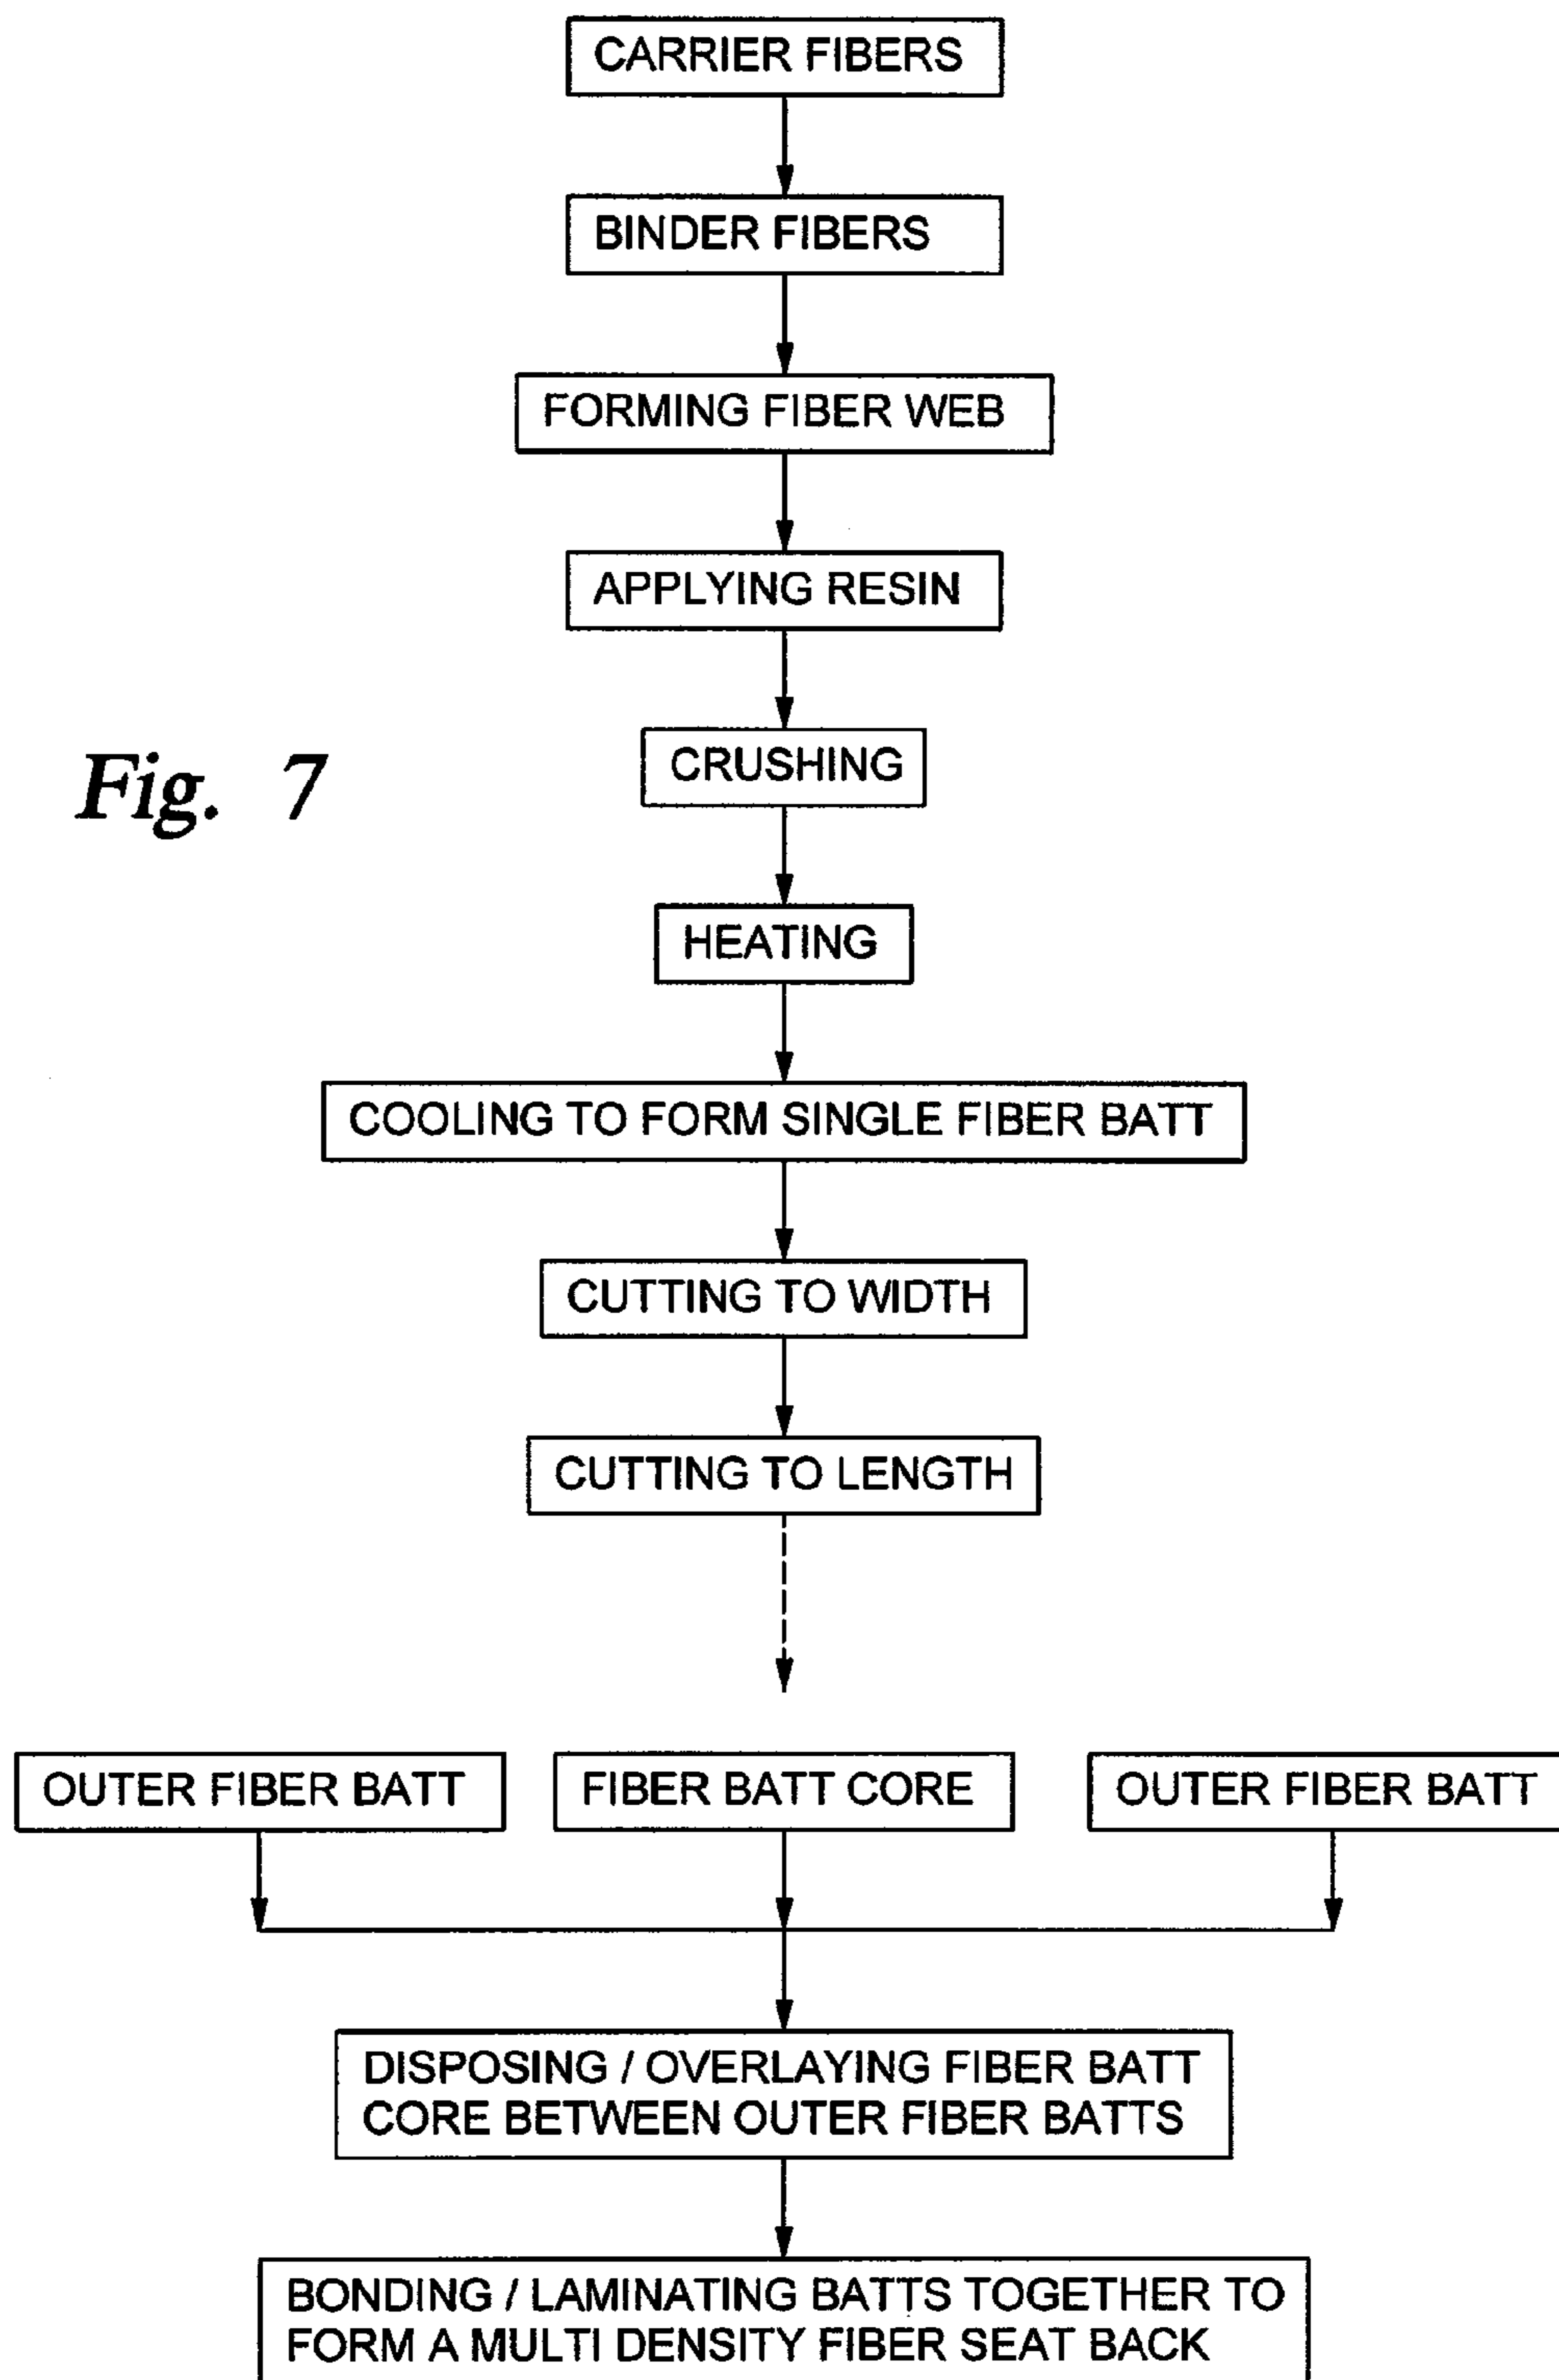 CARRIER FIBERS
BINDER FIBERS
FORMING FIBER WEB
APPLYING RESIN
CRUSHING
Fig. 7
HEATING
COOLING TO FORM SINGLE FIBER BATT
CUTTING TO WIDTH
CUTTING TO LENGTH
OUTER FIBER BATT
FIBER BATT CORE
OUTER FIBER BATT
DISPOSING / OVERLAYING FIBER BATT
CORE BETWEEN OUTER FIBER BATTS
BONDING / LAMINATING BATTS TOGETHER TO
FORM A MULTI DENSITY FIBER SEAT BACK